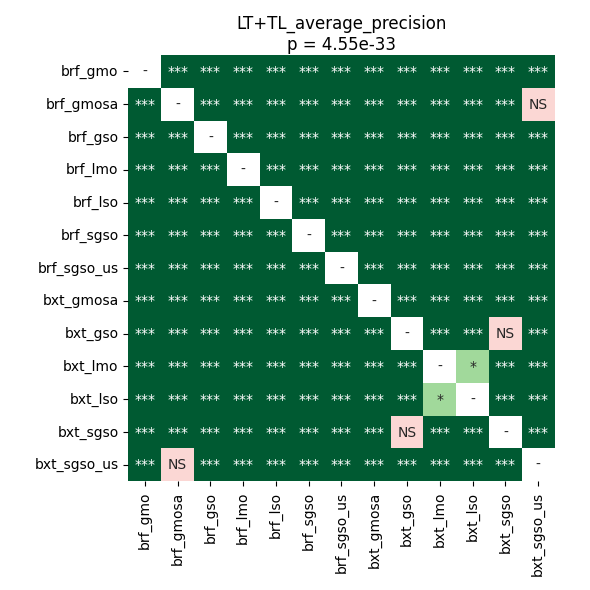 LT+TL_average_precision
p = 4.55e-33
brf_gmo - *** *** *** *** *** *** *** *** *** *** *** ***
brf_gmosa *** - *** *** *** *** *** *** *** *** *** *** NS
brf_gso *** *** - *** *** *** *** *** *** *** *** *** ***
brf_lmo *** *** *** - *** *** *** *** *** *** *** *** ***
brf_lso *** *** *** *** - *** *** *** *** *** *** *** ***
brf_sgso *** *** *** *** *** - *** *** *** *** *** *** ***
brf_sgso_us *** *** *** *** *** *** - *** *** *** *** *** ***
bxt_gmosa *** *** *** *** *** *** *** - *** *** *** *** ***
bxt_gso *** *** *** *** *** *** *** *** - *** *** NS ***
bxt_lmo *** *** *** *** *** *** *** *** *** - * *** ***
bxt_lso *** *** *** *** *** *** *** *** *** * - *** ***
bxt_sgso *** *** *** *** *** *** *** *** NS *** *** - ***
bxt_sgso_us *** NS *** *** *** *** *** *** *** *** *** *** -
brf_gmo
brf_gmosa
brf_gso
brf_lmo
brf_lso
brf_sgso
brf_sgso_us
bxt_gmosa
bxt_gso
bxt_lmo
bxt_lso
bxt_sgso
bxt_sgso_us